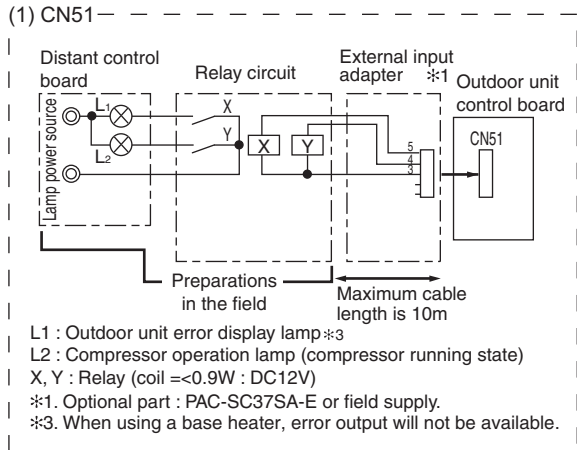 (1) CN51
Distant control
board
Relay circuit
External input
adapter ✻1
Outdoor unit
control board
Lamp power source
L1
L2
X
Y
X
Y
5
4
3
CN51
Preparations
in the field
Maximum cable
length is 10m
L1 : Outdoor unit error display lamp✻3
L2 : Compressor operation lamp (compressor running state)
X, Y : Relay (coil =<0.9W : DC12V)
✻1. Optional part : PAC-SC37SA-E or field supply.
✻3. When using a base heater, error output will not be available.